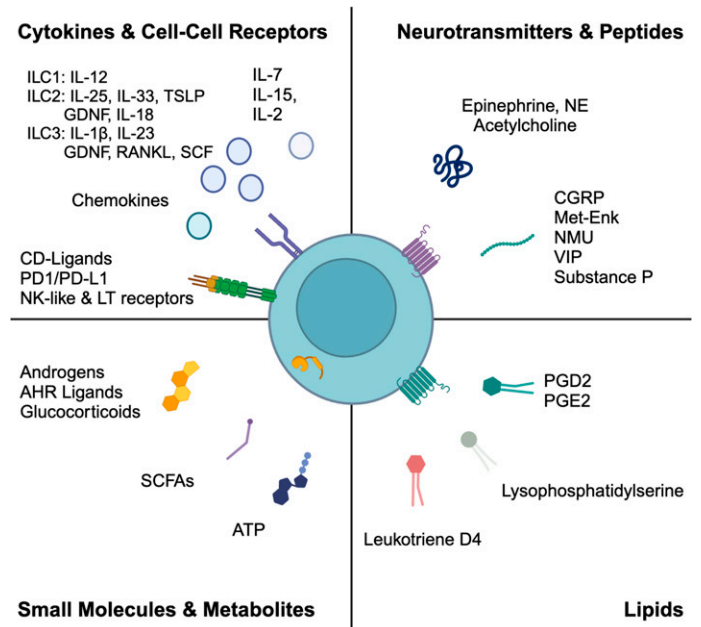 Cytokines & Cell-Cell Receptors
ILC1: IL-12
ILC2: IL-25, IL-33, TSLP
GDNF, IL-18
ILC3: IL-1β, IL-23
GDNF, RANKL, SCF
IL-7
IL-15,
IL-2
Chemokines
CD-Ligands
PD1/PD-L1
NK-like & LT receptors
Neurotransmitters & Peptides
Epinephrine, NE
Acetylcholine
CGRP
Met-Enk
NMU
VIP
Substance P
Androgens
AHR Ligands
Glucocorticoids
SCFAs
ATP
Small Molecules & Metabolites
PGD2
PGE2
Lysophosphatidylserine
Leukotriene D4
Lipids